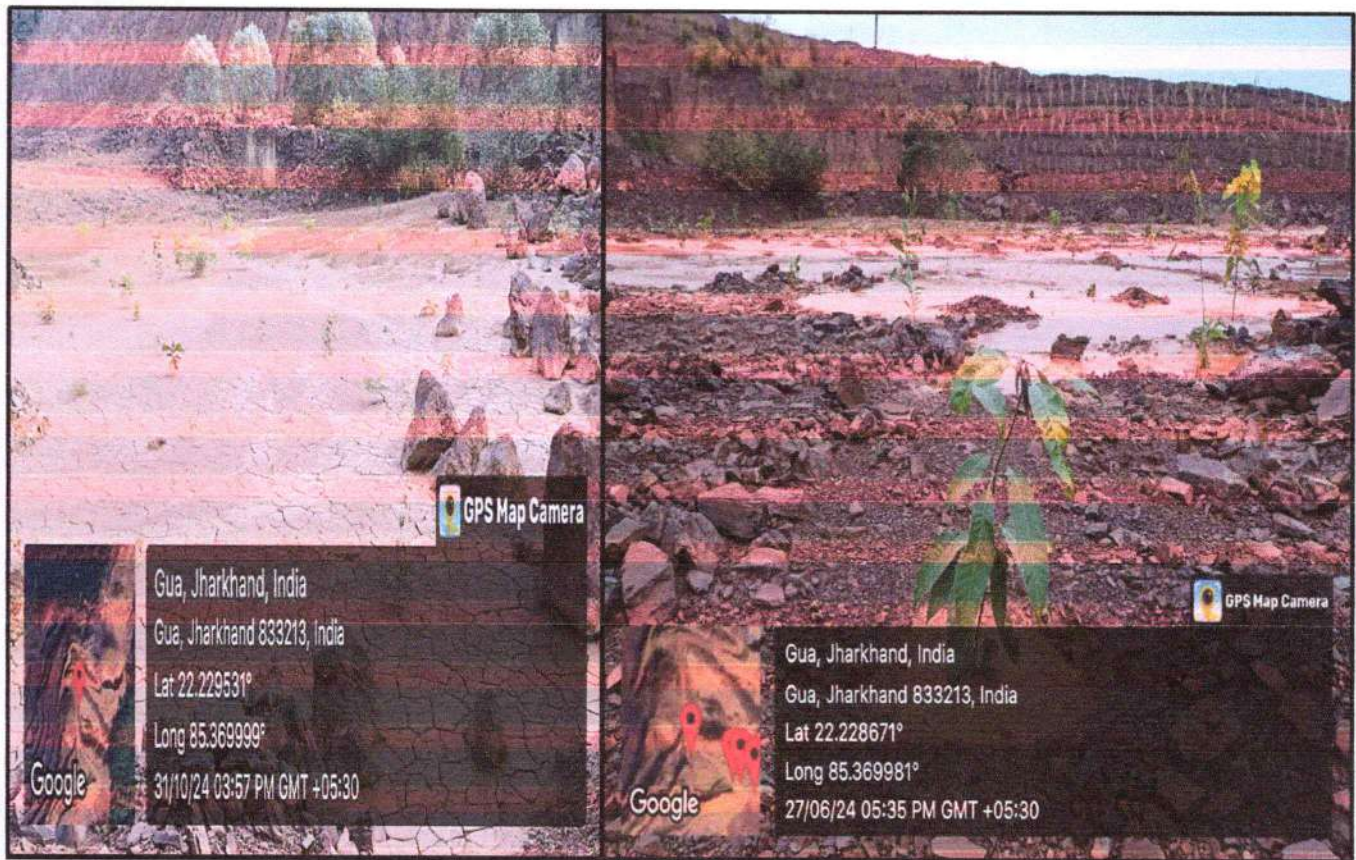 GPS Map Camera
Gua, Jharkhand, India
Gua, Jharkhand 833213, India
Lat 22.229531°
Long 85.369999°
31/10/24 03:57 PM GMT +05:30
Google
GPS Map Camera
Gua, Jharkhand, India
Gua, Jharkhand 833213, India
Lat 22.228671°
Long 85.369981°
27/06/24 05:35 PM GMT +05:30
Google